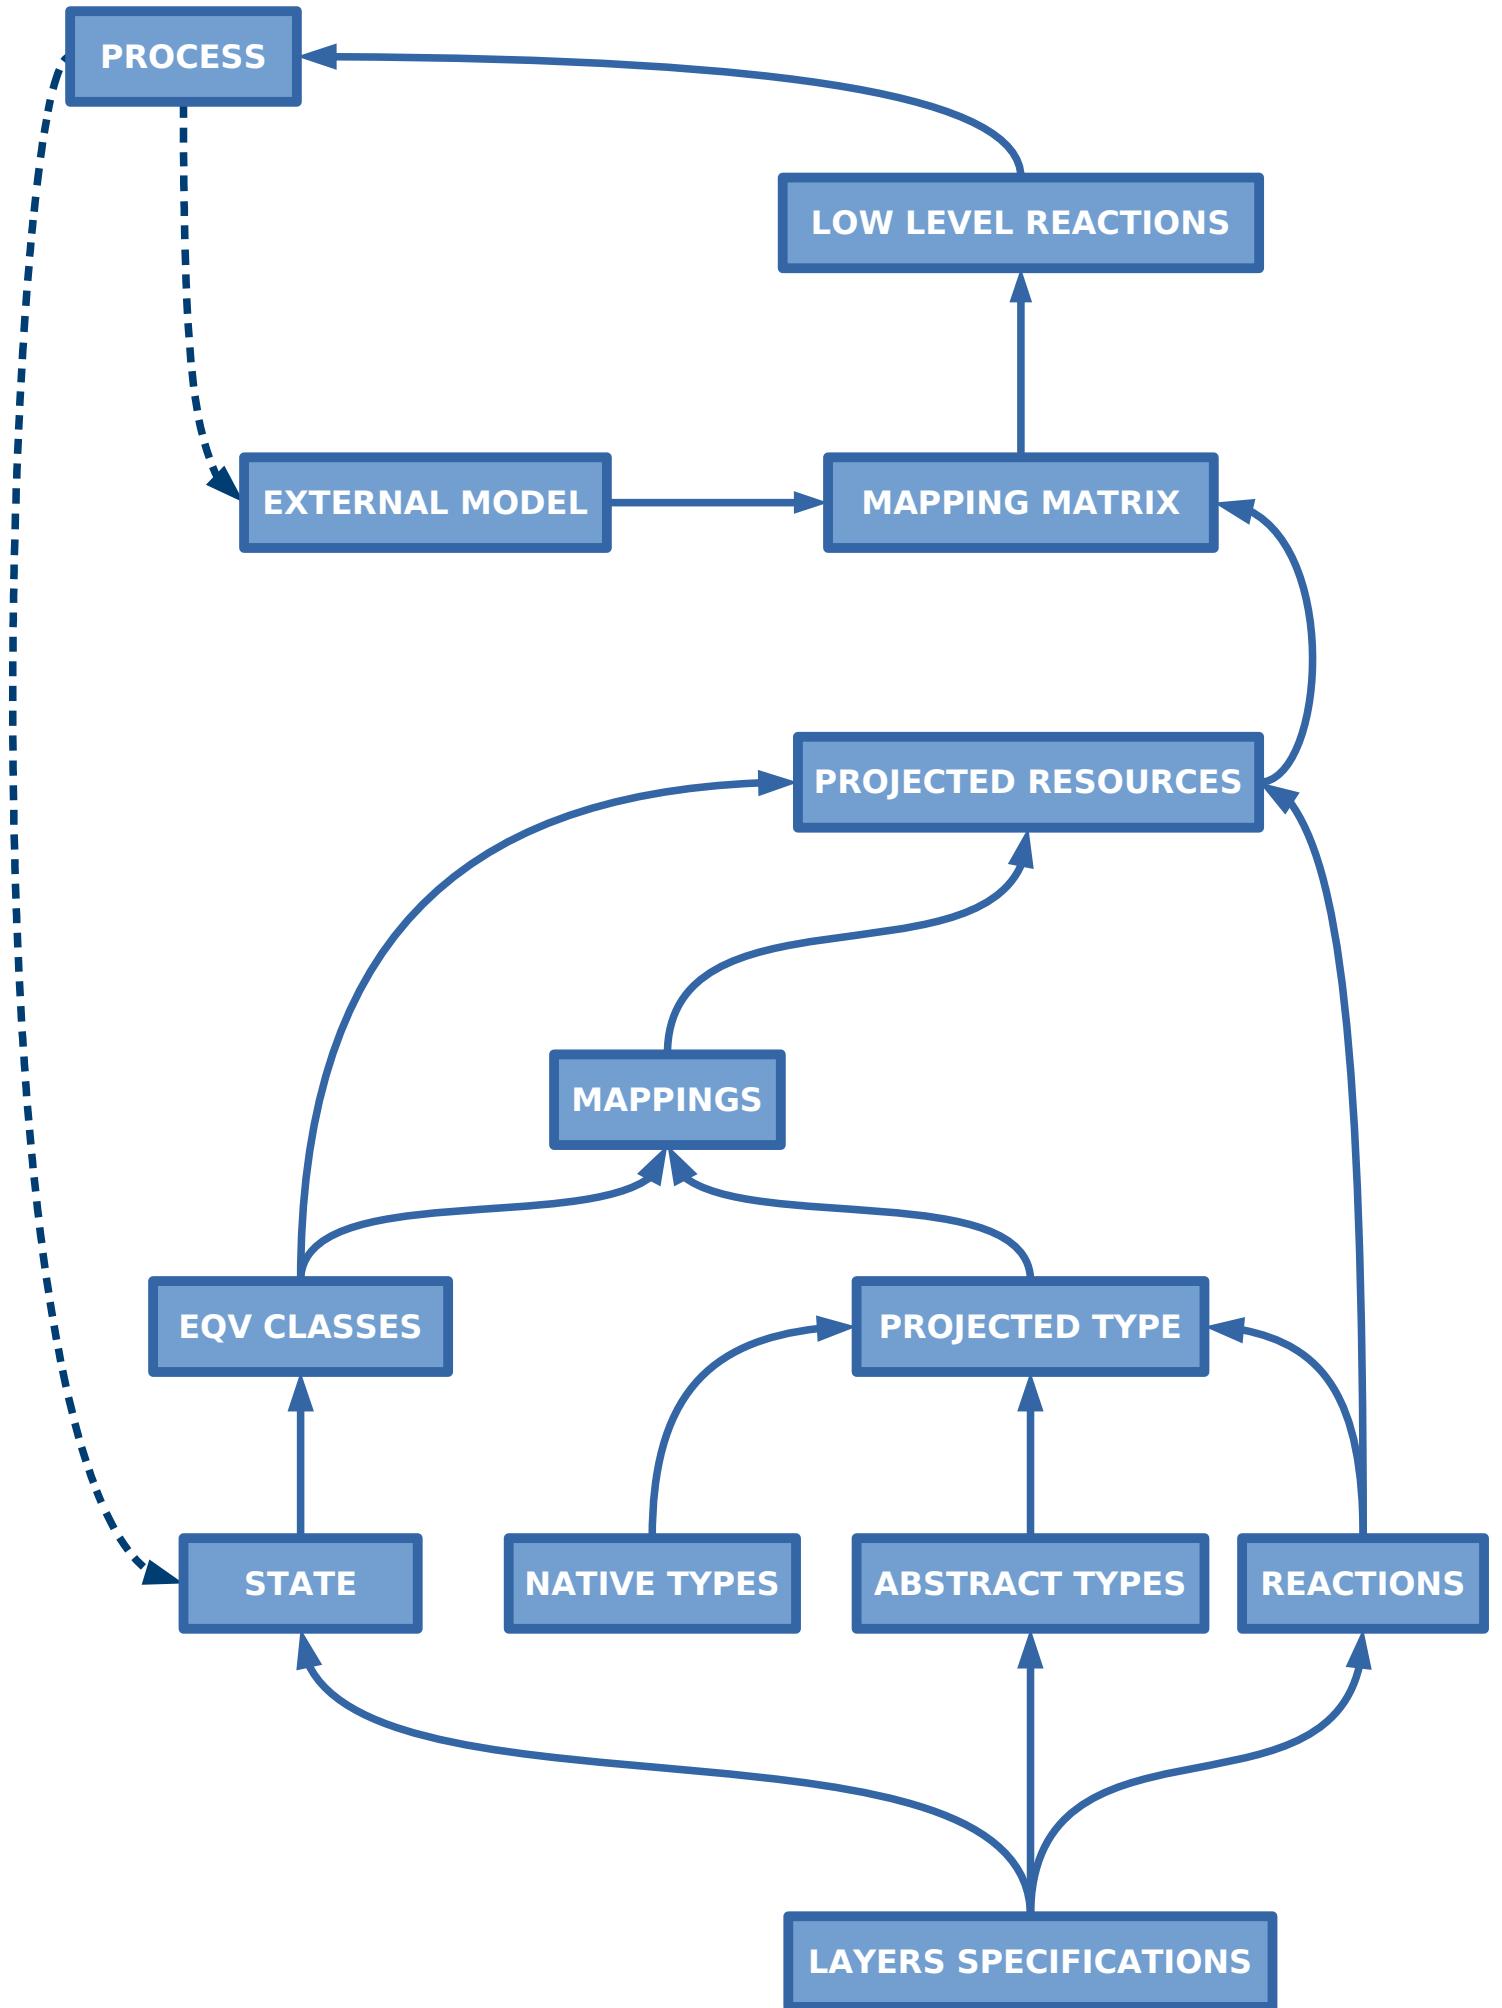 PROCESS
LOW LEVEL REACTIONS
EXTERNAL MODEL
MAPPING MATRIX
PROJECTED RESOURCES
MAPPINGS
EQV CLASSES
PROJECTED TYPE
STATE
NATIVE TYPES
ABSTRACT TYPES
REACTIONS
LAYERS SPECIFICATIONS